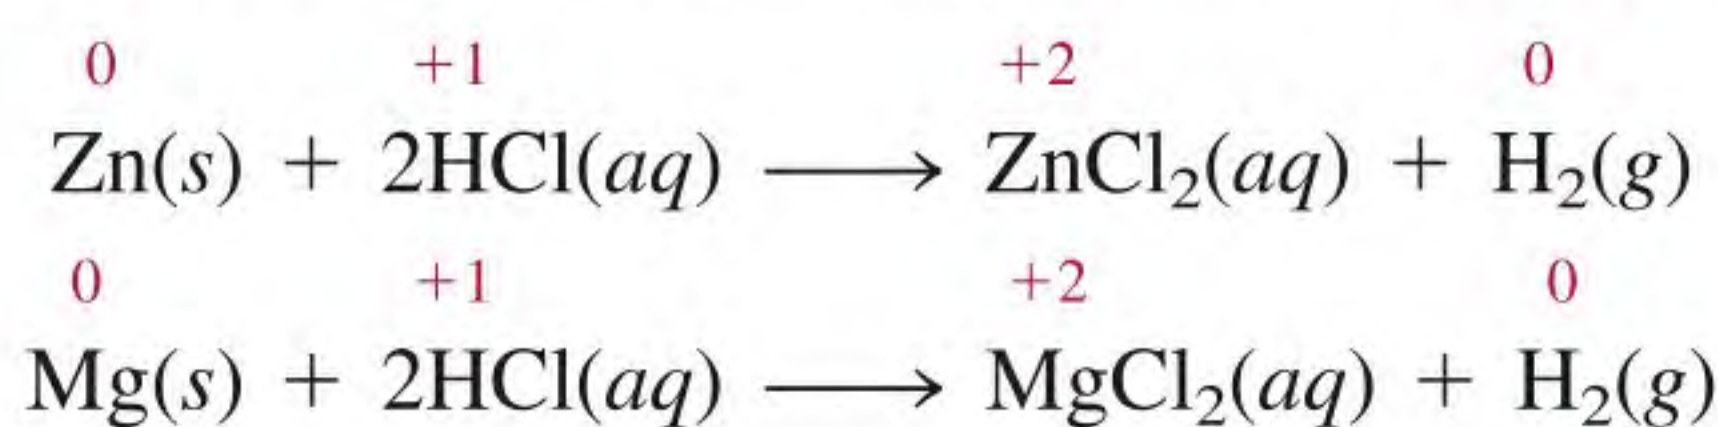 0 +1 +2 0
Zn(s) + 2HCl(aq) ⟶ ZnCl₂(aq) + H₂(g)
0 +1 +2 0
Mg(s) + 2HCl(aq) ⟶ MgCl₂(aq) + H₂(g)